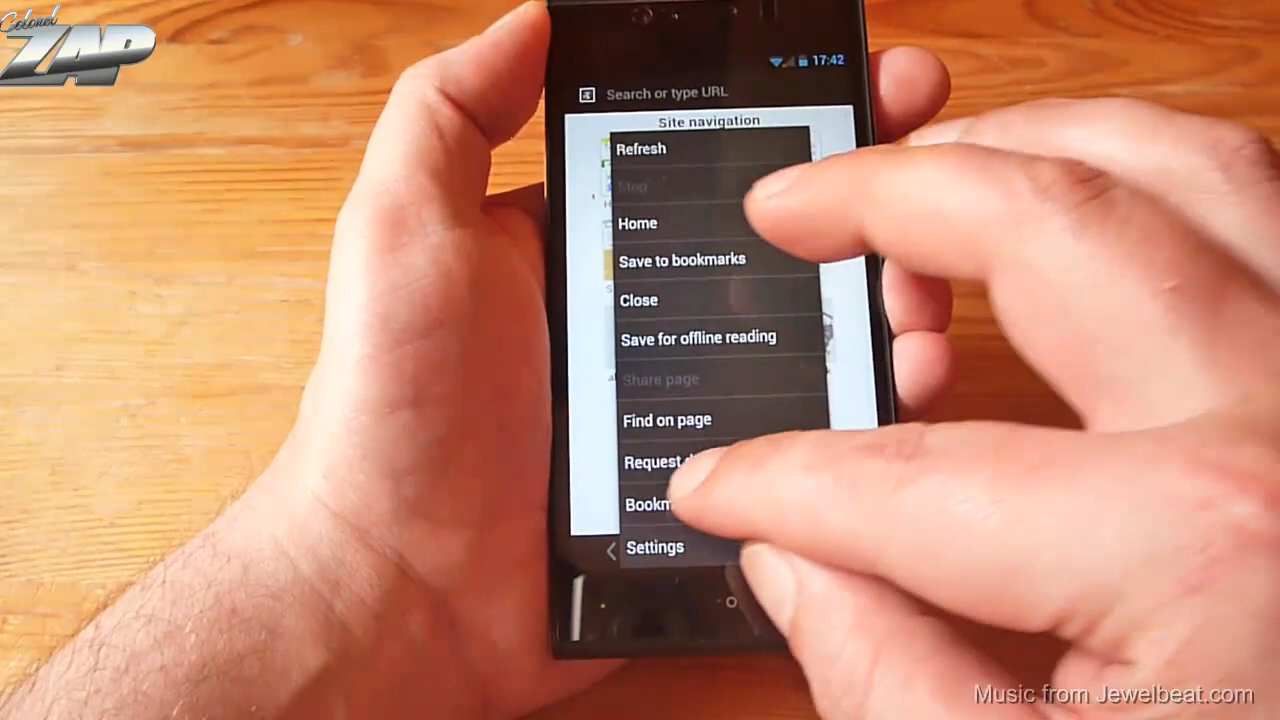 Colonel
ZAP
17:42
Search or type URL
Site navigation
Refresh
Stop
Home
Save to bookmarks
Close
Save for offline reading
Share page
Find on page
Request
Settings
Music from Jewelbeat.com